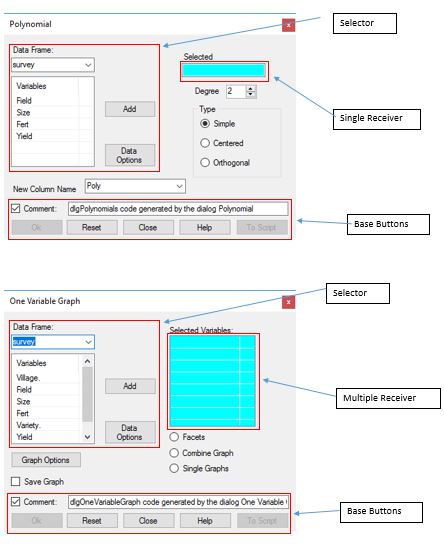 Polynomial
x
Selector
Data Frame:
survey
Selected
Variables
Field
Size
Fert
Yield
Add
Data
Options
Degree 2
Type
Simple
Centered
Orthogonal
Single Receiver
New Column Name Poly
Comment: dlgPolynomials code generated by the dialog Polynomial
Ok Reset Close Help To Script
Base Buttons
Selector
One Variable Graph
x
Data Frame:
survey
Selected Variables:
Variables
Village.
Field
Size
Fert
Variety.
Yield
Add
Data
Options
Multiple Receiver
Facets
Combine Graph
Single Graphs
Graph Options
Save Graph
Comment: dlgOneVariableGraph code generated by the dialog One Variable
Ok Reset Close Help To Script
Base Buttons